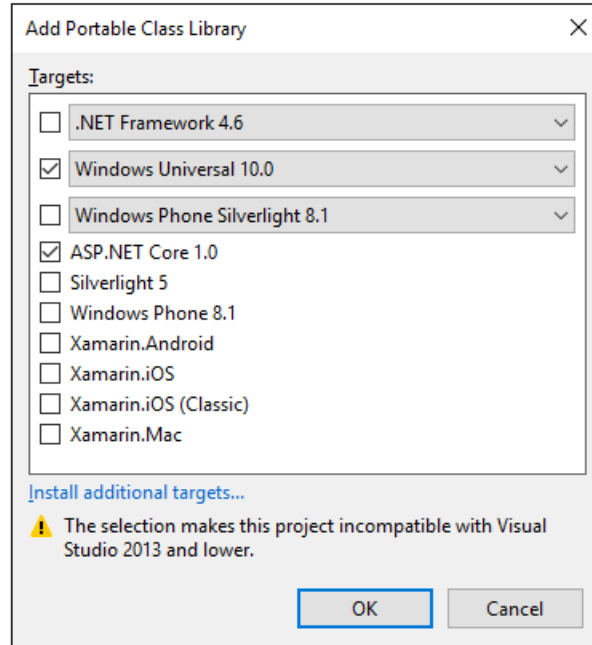 Add Portable Class Library
Targets:
.NET Framework 4.6
Windows Universal 10.0
Windows Phone Silverlight 8.1
ASP.NET Core 1.0
Silverlight 5
Windows Phone 8.1
Xamarin.Android
Xamarin.iOS
Xamarin.iOS (Classic)
Xamarin.Mac
Install additional targets...
The selection makes this project incompatible with Visual
Studio 2013 and lower.
OK Cancel